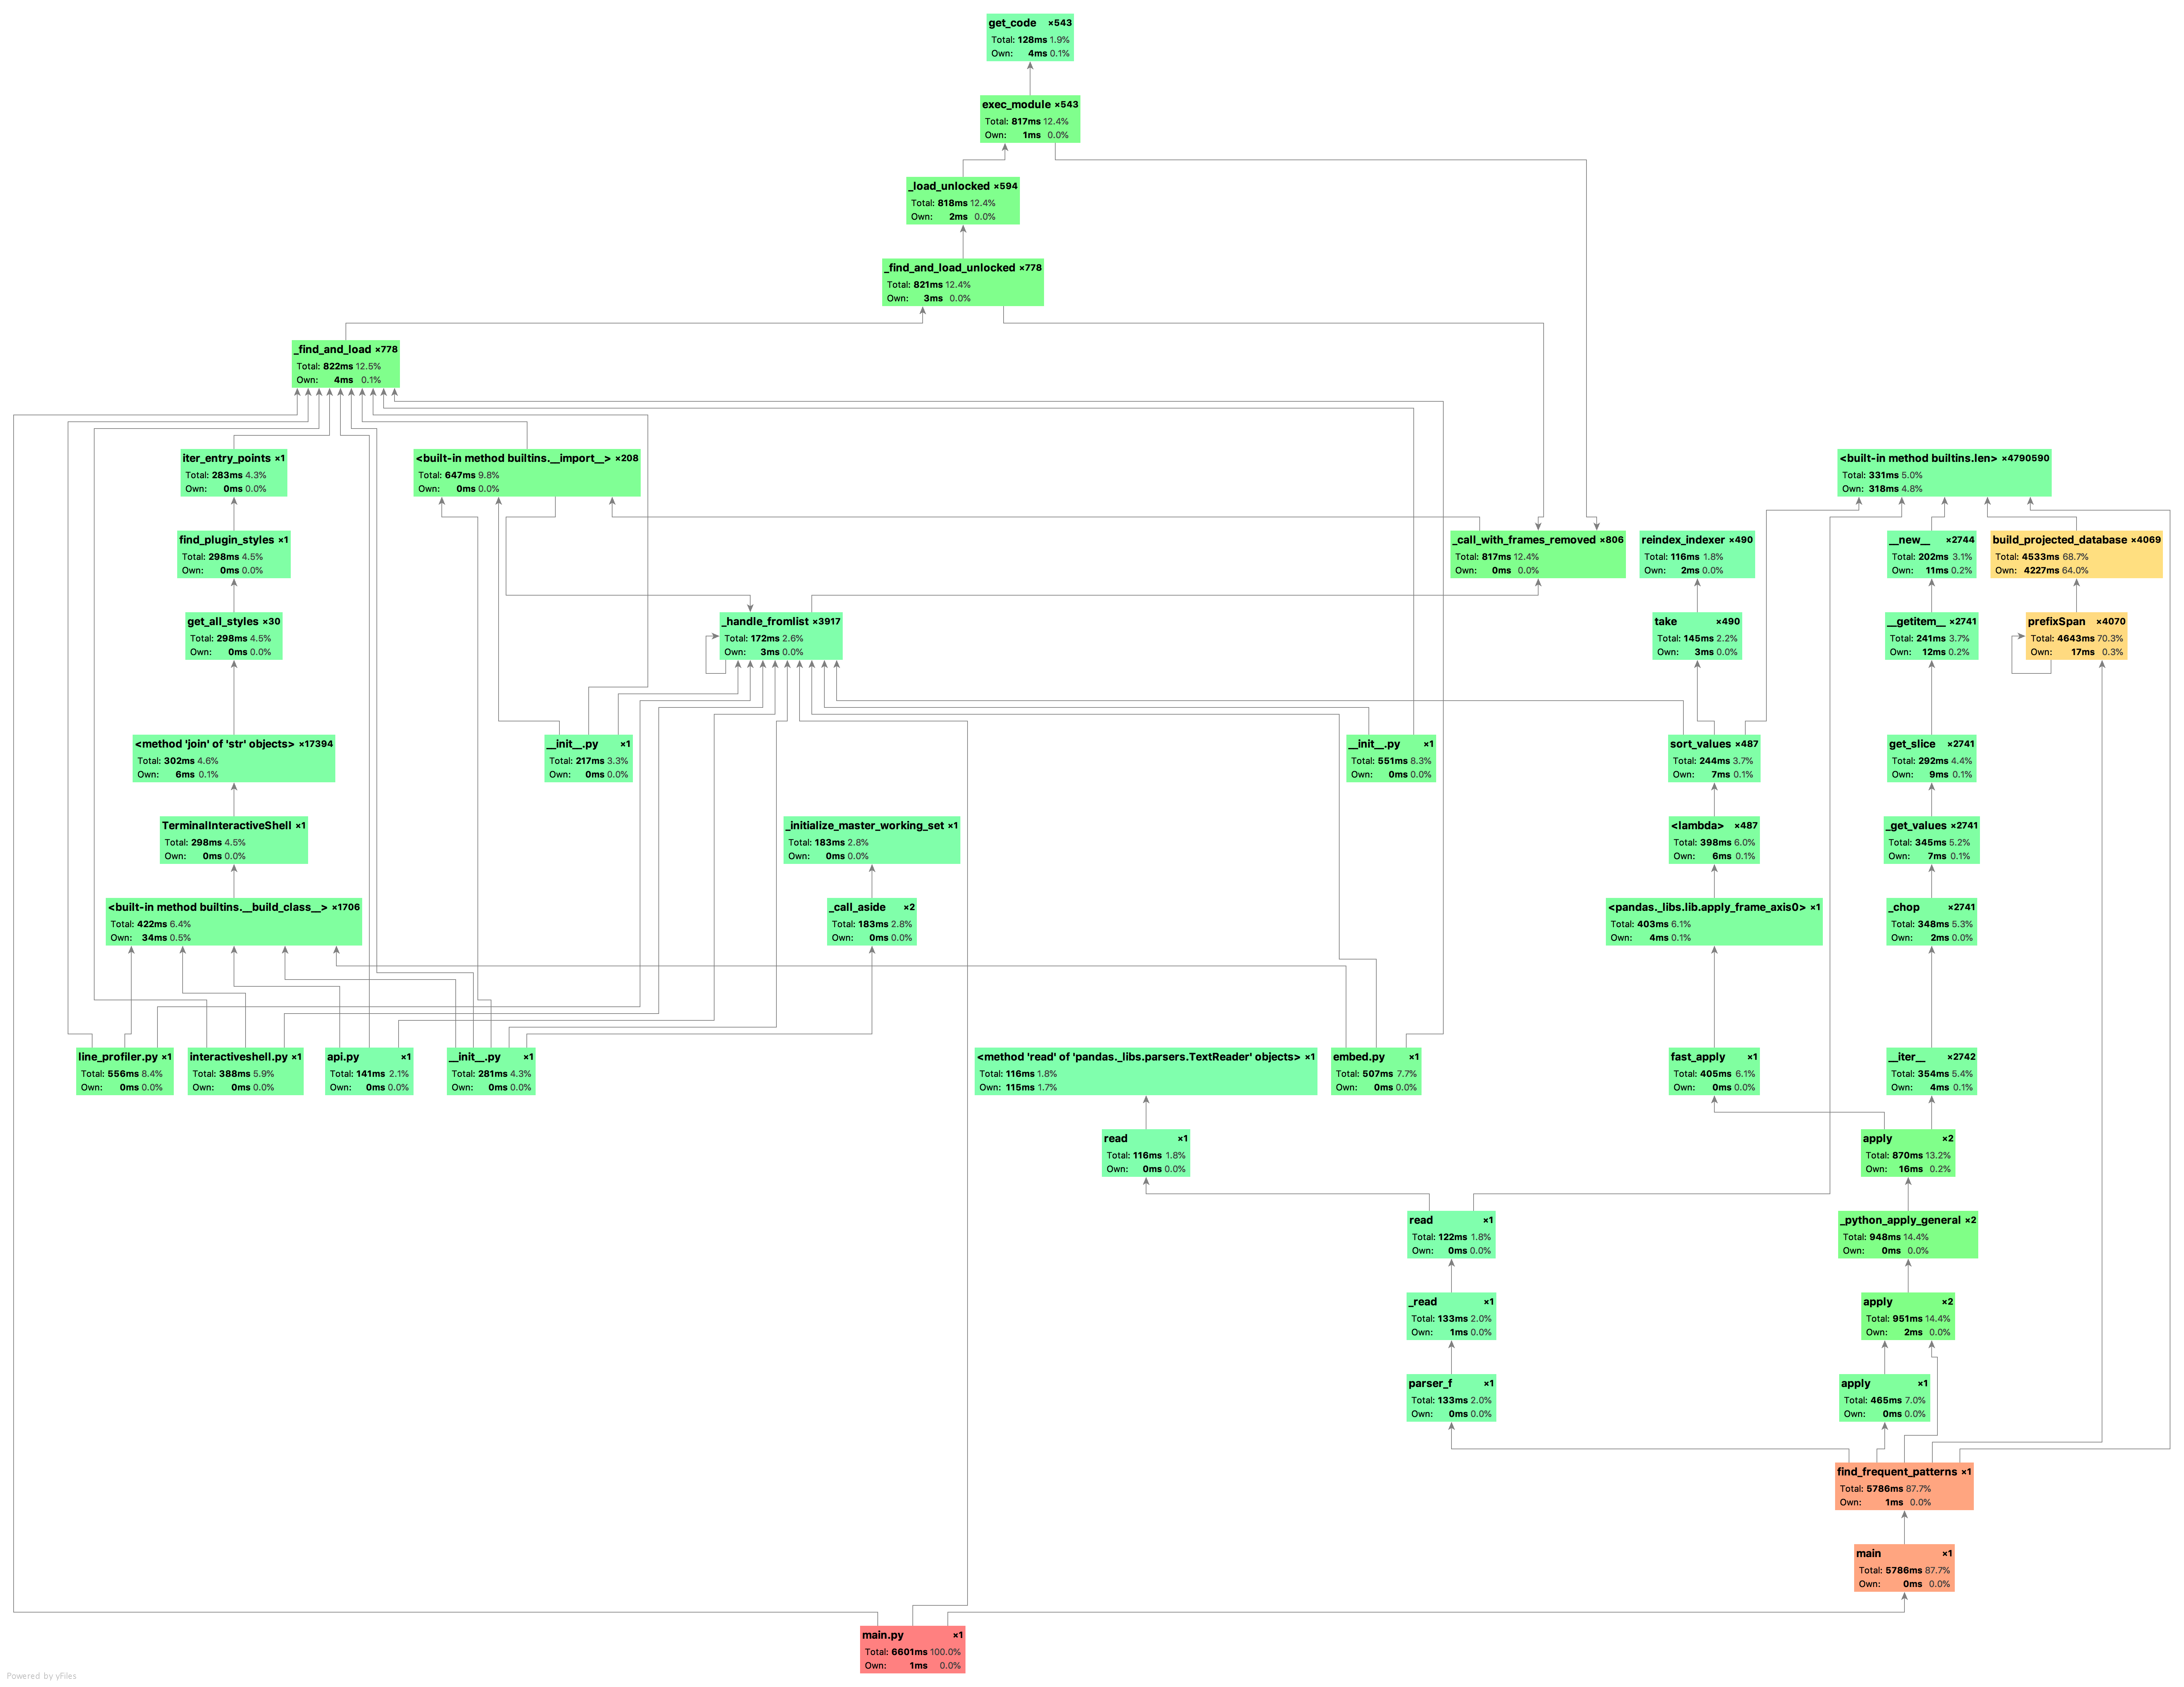 get_code ×543
Total: 128ms 1.9%
Own: 4ms 0.1%
exec_module ×543
Total: 817ms 12.4%
Own: 1ms 0.0%
_load_unlocked ×594
Total: 818ms 12.4%
Own: 2ms 0.0%
_find_and_load_unlocked ×778
Total: 821ms 12.4%
Own: 3ms 0.0%
_find_and_load ×778
Total: 822ms 12.5%
Own: 4ms 0.1%
iter_entry_points ×1
Total: 283ms 4.3%
Own: 0ms 0.0%
<built-in method builtins.__import__> ×208
Total: 647ms 9.8%
Own: 0ms 0.0%
<built-in method builtins.len> ×4790590
Total: 331ms 5.0%
Own: 318ms 4.8%
find_plugin_styles ×1
Total: 298ms 4.5%
Own: 0ms 0.0%
_call_with_frames_removed ×806
Total: 817ms 12.4%
Own: 0ms 0.0%
reindex_indexer ×490
Total: 116ms 1.8%
Own: 2ms 0.0%
__new__ ×2744
Total: 202ms 3.1%
Own: 11ms 0.2%
build_projected_database ×4069
Total: 4533ms 68.7%
Own: 4227ms 64.0%
get_all_styles ×30
Total: 298ms 4.5%
Own: 0ms 0.0%
_handle_fromlist ×3917
Total: 172ms 2.6%
Own: 3ms 0.0%
take ×490
Total: 145ms 2.2%
Own: 3ms 0.0%
__getitem__ ×2741
Total: 241ms 3.7%
Own: 12ms 0.2%
prefixSpan ×4070
Total: 4643ms 70.3%
Own: 17ms 0.3%
<method 'join' of 'str' objects> ×17394
Total: 302ms 4.6%
Own: 6ms 0.1%
__init__.py ×1
Total: 217ms 3.3%
Own: 0ms 0.0%
__init__.py ×1
Total: 551ms 8.3%
Own: 0ms 0.0%
sort_values ×487
Total: 244ms 3.7%
Own: 7ms 0.1%
get_slice ×2741
Total: 292ms 4.4%
Own: 9ms 0.1%
TerminalInteractiveShell ×1
Total: 298ms 4.5%
Own: 0ms 0.0%
_initialize_master_working_set ×1
Total: 183ms 2.8%
Own: 0ms 0.0%
<lambda> ×487
Total: 398ms 6.0%
Own: 6ms 0.1%
_get_values ×2741
Total: 345ms 5.2%
Own: 7ms 0.1%
<built-in method builtins.__build_class__> ×1706
Total: 422ms 6.4%
Own: 34ms 0.5%
_call_aside ×2
Total: 183ms 2.8%
Own: 0ms 0.0%
<pandas._libs.lib.apply_frame_axis0> ×1
Total: 403ms 6.1%
Own: 4ms 0.1%
_chop ×2741
Total: 348ms 5.3%
Own: 2ms 0.0%
line_profiler.py ×1
Total: 556ms 8.4%
Own: 0ms 0.0%
interactiveshell.py ×1
Total: 388ms 5.9%
Own: 0ms 0.0%
api.py ×1
Total: 141ms 2.1%
Own: 0ms 0.0%
__init__.py ×1
Total: 281ms 4.3%
Own: 0ms 0.0%
<method 'read' of 'pandas._libs.parsers.TextReader' objects> ×1
Total: 116ms 1.8%
Own: 115ms 1.7%
embed.py ×1
Total: 507ms 7.7%
Own: 0ms 0.0%
fast_apply ×1
Total: 405ms 6.1%
Own: 0ms 0.0%
__iter__ ×2742
Total: 354ms 5.4%
Own: 4ms 0.1%
read ×1
Total: 116ms 1.8%
Own: 0ms 0.0%
apply ×2
Total: 870ms 13.2%
Own: 16ms 0.2%
read ×1
Total: 122ms 1.8%
Own: 0ms 0.0%
_python_apply_general ×2
Total: 948ms 14.4%
Own: 0ms 0.0%
_read ×1
Total: 133ms 2.0%
Own: 1ms 0.0%
apply ×2
Total: 951ms 14.4%
Own: 2ms 0.0%
parser_f ×1
Total: 133ms 2.0%
Own: 0ms 0.0%
apply ×1
Total: 465ms 7.0%
Own: 0ms 0.0%
find_frequent_patterns ×1
Total: 5786ms 87.7%
Own: 1ms 0.0%
main ×1
Total: 5786ms 87.7%
Own: 0ms 0.0%
main.py ×1
Total: 6601ms 100.0%
Own: 1ms 0.0%
Powered by yFiles